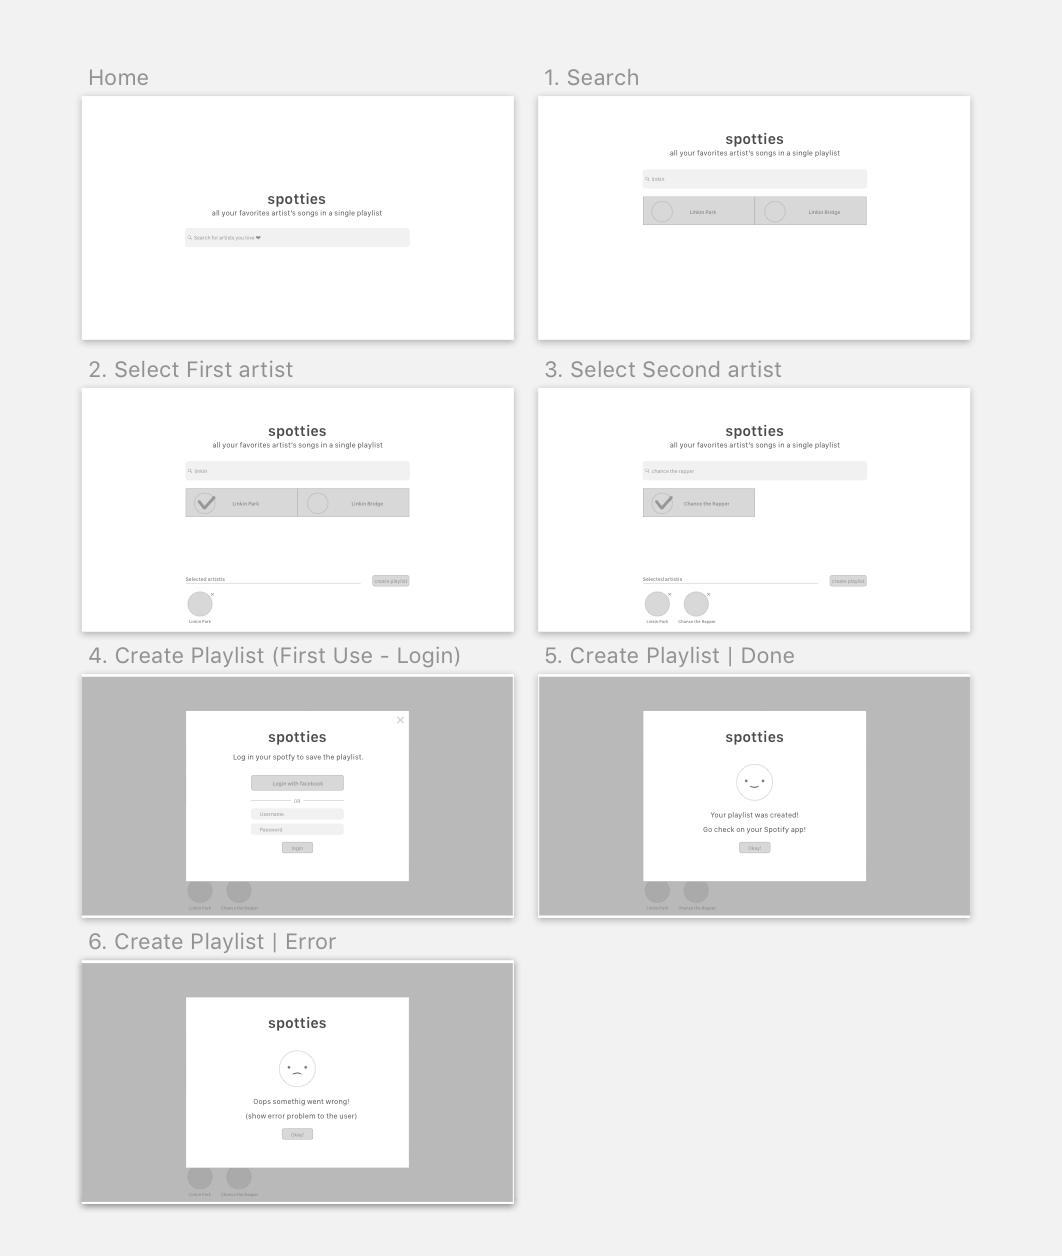 Home
spotties
all your favorites artist's songs in a single playlist
Search for artists you love ❤
1. Search
spotties
all your favorites artist's songs in a single playlist
linkin
Linkin Park
Linkin Bridge
2. Select First artist
spotties
all your favorites artist's songs in a single playlist
linkin
Linkin Park
Linkin Bridge
Selected artists
create playlist
×
Linkin Park
3. Select Second artist
spotties
all your favorites artist's songs in a single playlist
chance the rapper
Chance the Rapper
Selected artists
create playlist
× ×
Linkin Park Chance the Rapper
4. Create Playlist (First Use - Login)
×
spotties
Log in your spotfy to save the playlist.
Login with facebook
OR
Username
Password
login
Linkin Park Chance the Rapper
5. Create Playlist | Done
spotties
Your playlist was created!
Go check on your Spotify app!
Okay!
Linkin Park Chance the Rapper
6. Create Playlist | Error
spotties
Oops somethig went wrong!
(show error problem to the user)
Okay!
Linkin Park Chance the Rapper